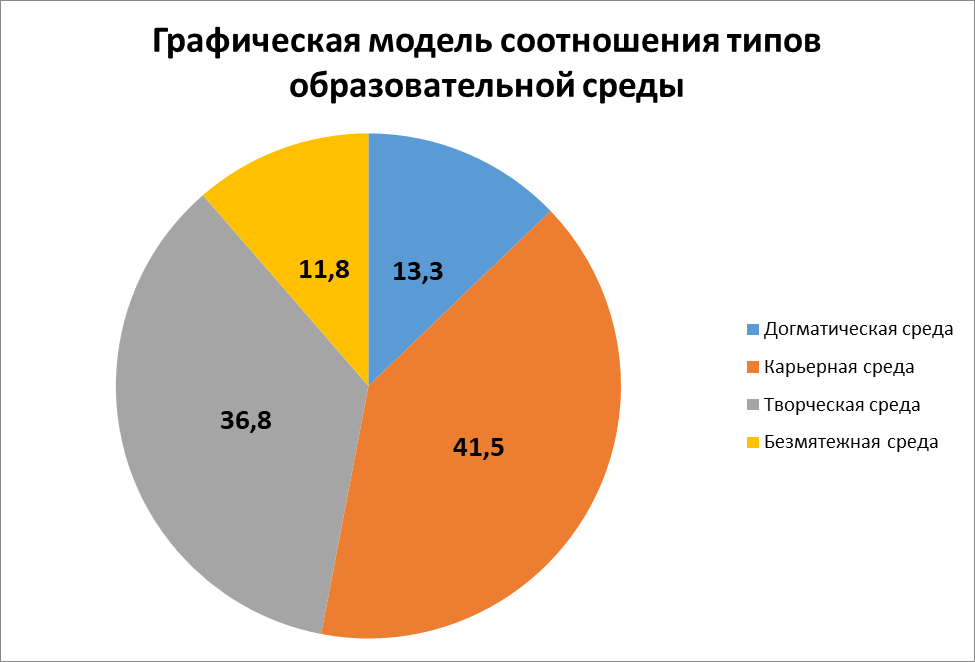 Графическая модель соотношения типов
образовательной среды
11,8
13,3
36,8
41,5
Догматическая среда
Карьерная среда
Творческая среда
Безмятежная среда